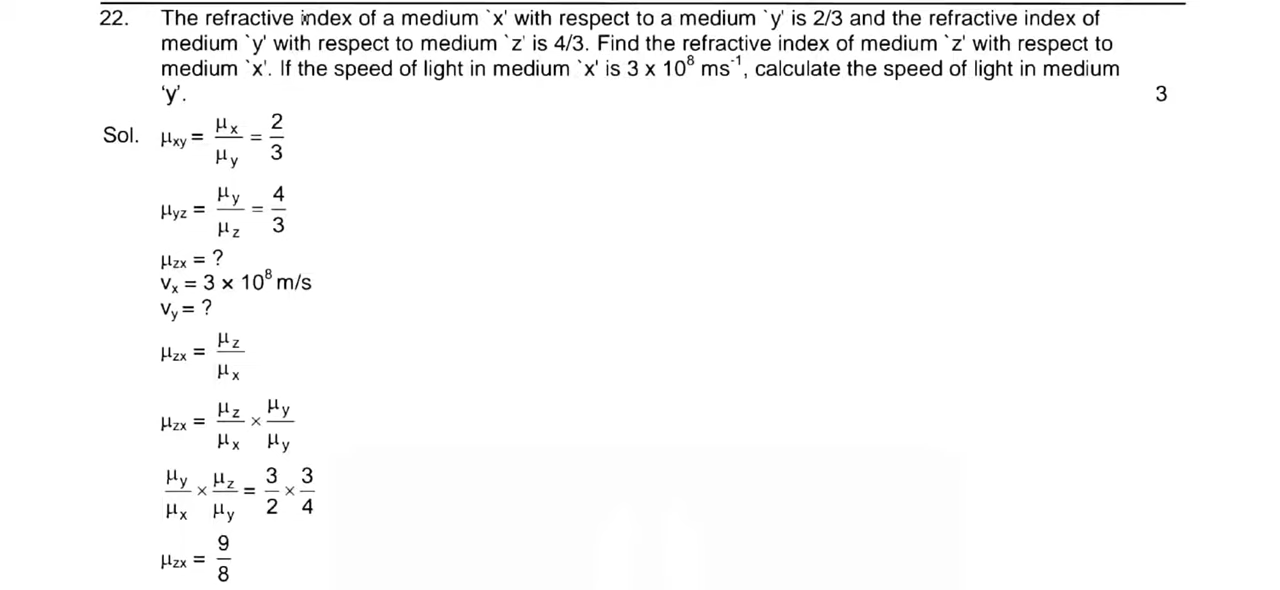 22. The refractive index of a medium `x' with respect to a medium `y' is 2/3 and the refractive index of
medium `y' with respect to medium `z' is 4/3. Find the refractive index of medium `z' with respect to
medium `x'. If the speed of light in medium `x' is 3 x 10⁸ ms⁻¹, calculate the speed of light in medium
'y'. 3
Sol. μxy = μx/μy = 2/3
μyz = μy/μz = 4/3
μzx = ?
vx = 3 × 10⁸ m/s
vy = ?
μzx = μz/μx
μzx = μz/μx × μy/μy
μy/μx × μz/μy = 3/2 × 3/4
μzx = 9/8